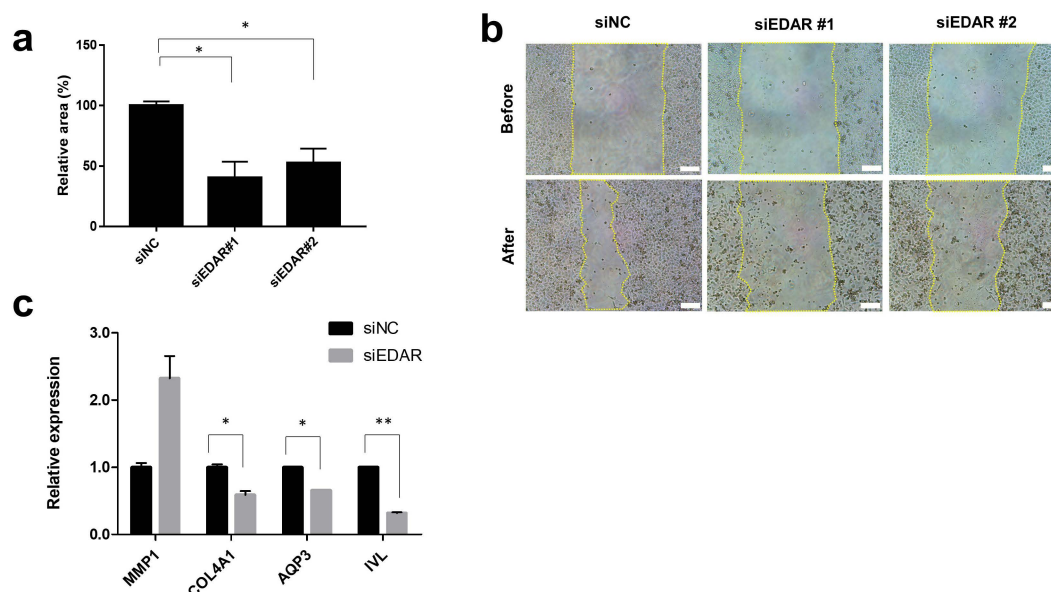 a
Relative area (%)
150
100
50
0
*
*
siNC
siEDAR#1
siEDAR#2
b
siNC
siEDAR #1
siEDAR #2
Before
After
c
Relative expression
3.0
2.0
1.0
0.0
siNC
siEDAR
*
*
**
MMP1
COL4A1
AQP3
IVL